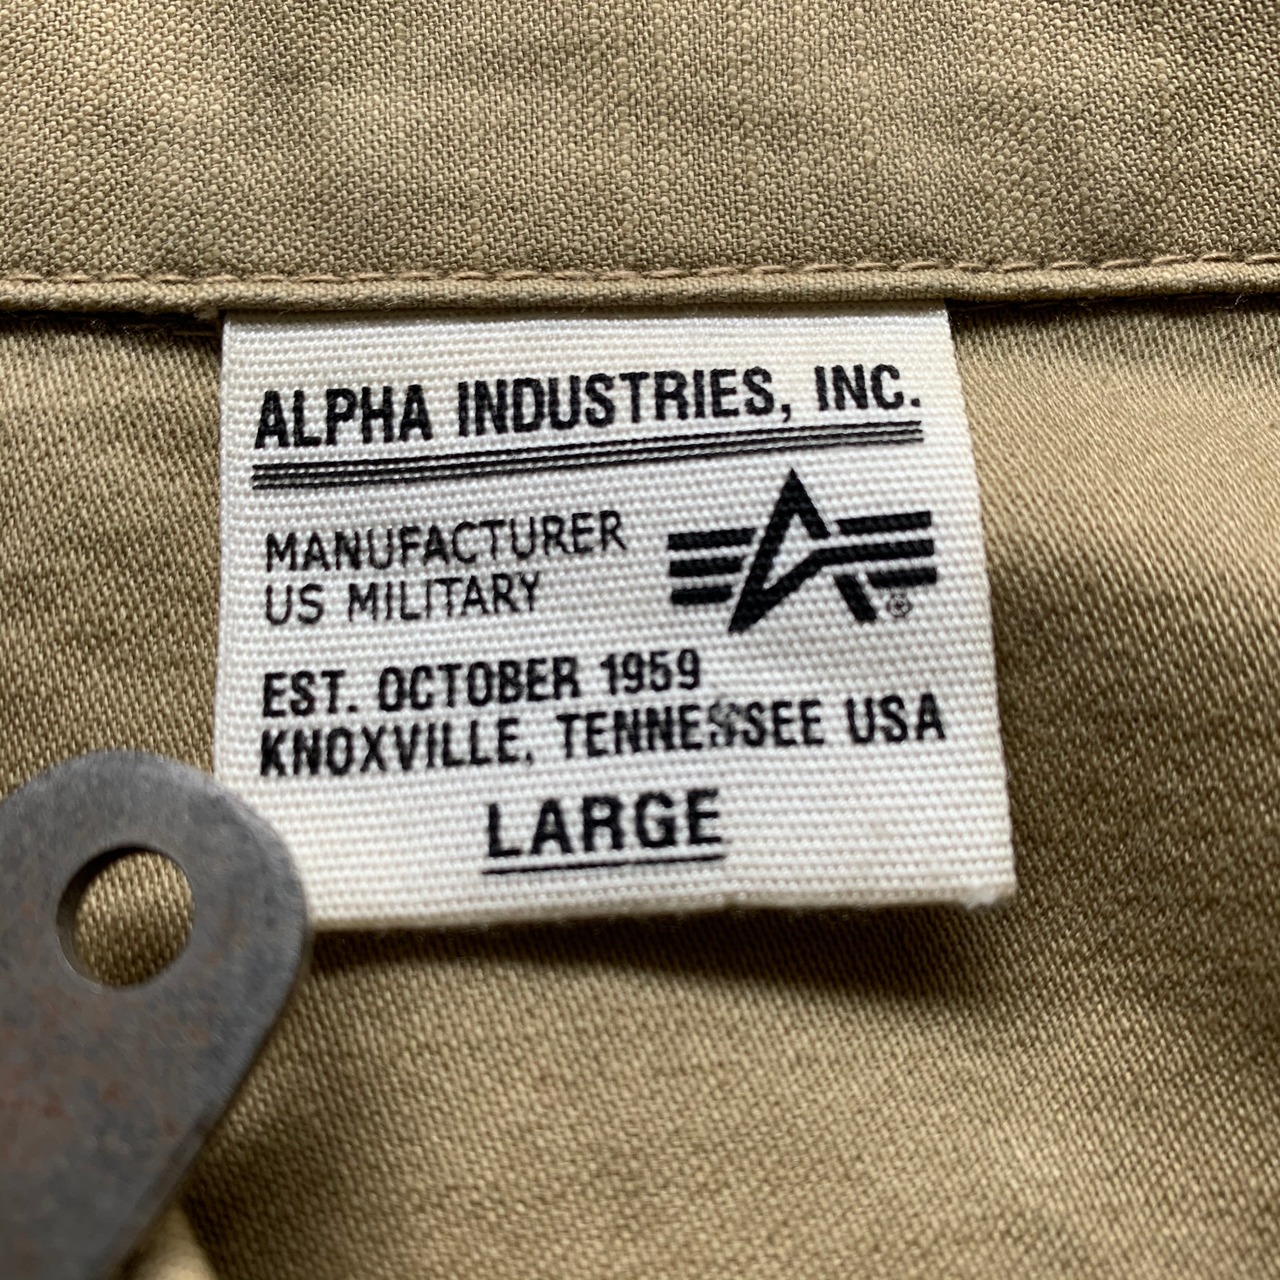 ALPHA INDUSTRIES, INC.
MANUFACTURER
US MILITARY
®
EST. OCTOBER 1959
KNOXVILLE, TENNESSEE USA
LARGE